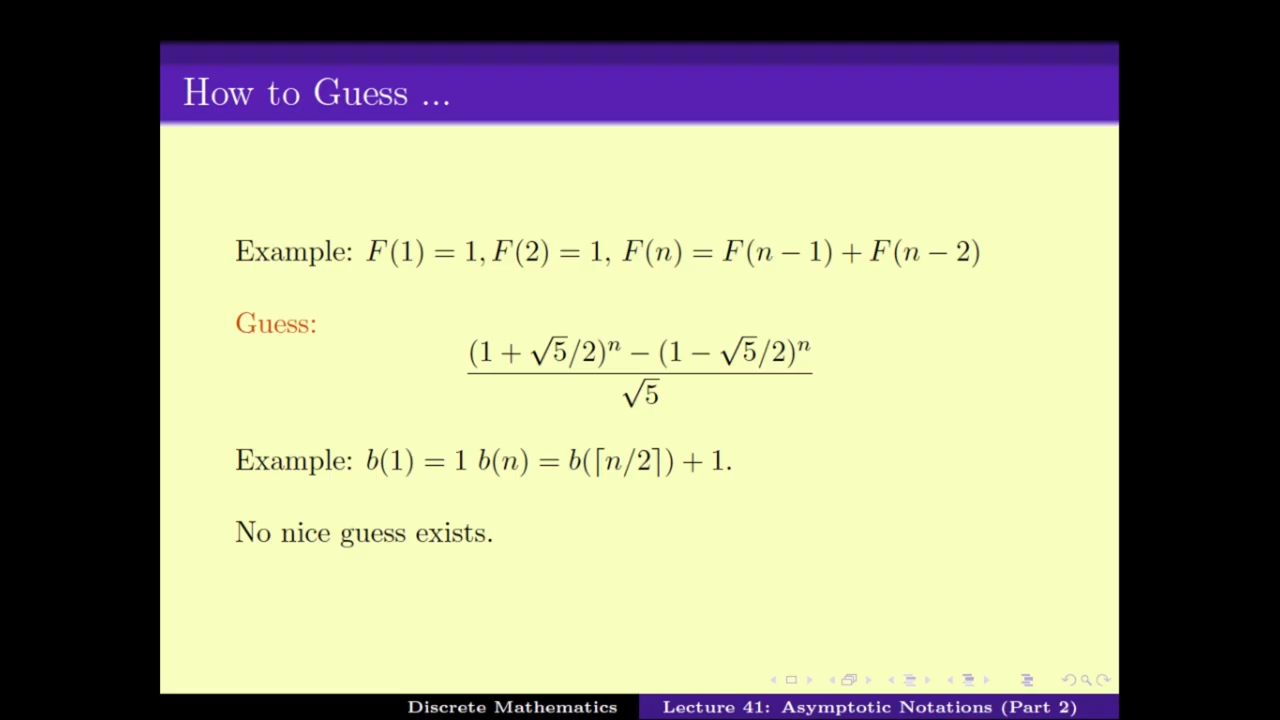 How to Guess ...
Example: F(1) = 1, F(2) = 1, F(n) = F(n − 1) + F(n − 2)
Guess:
(1 + √5/2)ⁿ − (1 − √5/2)ⁿ
√5
Example: b(1) = 1 b(n) = b(⌈n/2⌉) + 1.
No nice guess exists.
Discrete Mathematics
Lecture 41: Asymptotic Notations (Part 2)